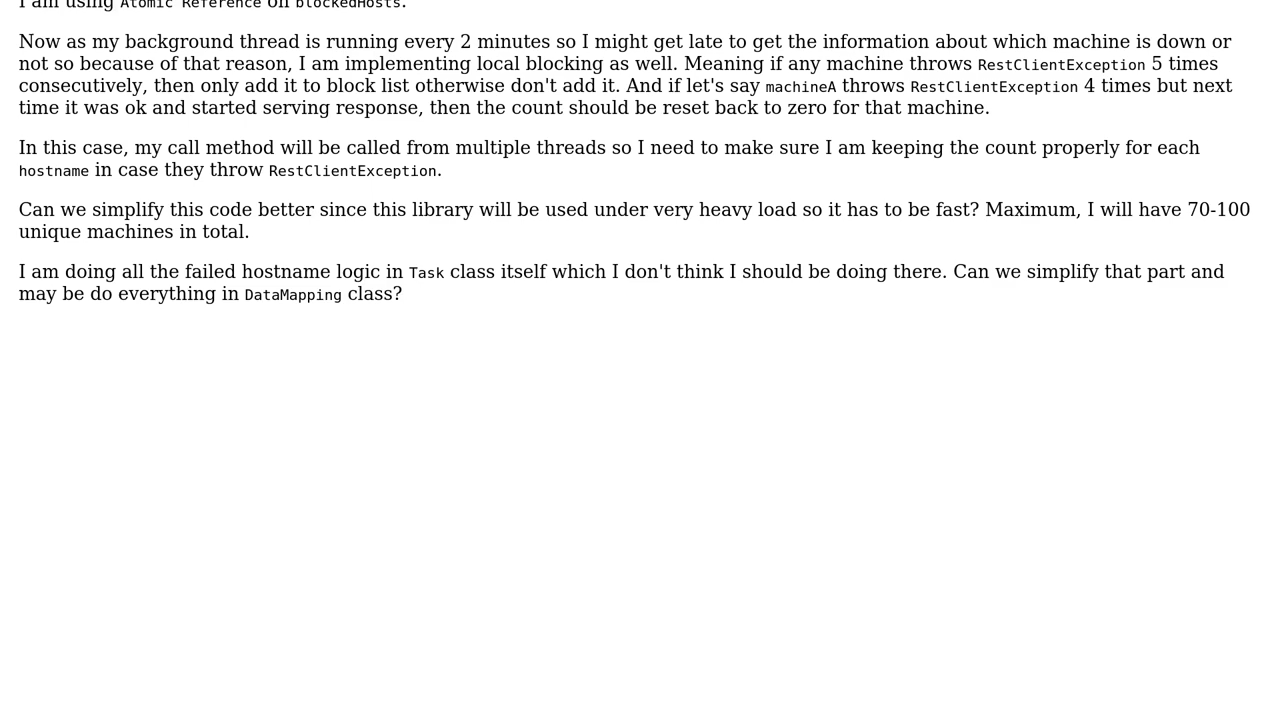 I am using Atomic Reference on blockedHosts.
Now as my background thread is running every 2 minutes so I might get late to get the information about which machine is down or
not so because of that reason, I am implementing local blocking as well. Meaning if any machine throws RestClientException 5 times
consecutively, then only add it to block list otherwise don't add it. And if let's say machineA throws RestClientException 4 times but next
time it was ok and started serving response, then the count should be reset back to zero for that machine.
In this case, my call method will be called from multiple threads so I need to make sure I am keeping the count properly for each
hostname in case they throw RestClientException.
Can we simplify this code better since this library will be used under very heavy load so it has to be fast? Maximum, I will have 70-100
unique machines in total.
I am doing all the failed hostname logic in Task class itself which I don't think I should be doing there. Can we simplify that part and
may be do everything in DataMapping class?